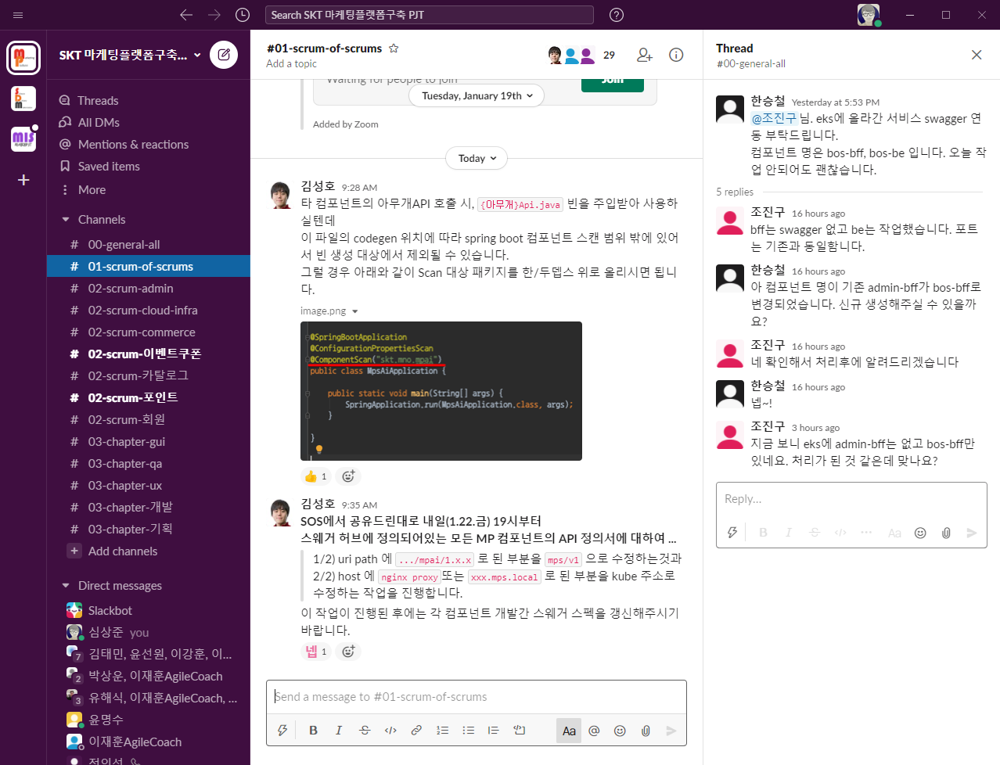 Search SKT 마케팅플랫폼구축 PJT
SKT 마케팅플랫폼구축...
MIS
Threads
All DMs
Mentions & reactions
Saved items
More
Channels
# 00-general-all
# 01-scrum-of-scrums
# 02-scrum-admin
# 02-scrum-cloud-infra
# 02-scrum-commerce
# 02-scrum-이벤트쿠폰
# 02-scrum-카탈로그
# 02-scrum-포인트
# 02-scrum-회원
# 03-chapter-gui
# 03-chapter-qa
# 03-chapter-ux
# 03-chapter-개발
# 03-chapter-기획
+ Add channels
Direct messages
Slackbot
심상준 you
7 김태민, 윤선원, 이강훈, 이...
2 박상운, 이재훈AgileCoach
3 유해식, 이재훈AgileCoach, ...
윤명수
이재훈AgileCoach
#01-scrum-of-scrums
Add a topic
29
Waiting for people to join
Join
Tuesday, January 19th
Added by Zoom
Today
김성호 9:28 AM
타 컴포넌트의 아무개API 호출 시, {아무개}Api.java 빈을 주입받아 사용하
실텐데
이 파일의 codegen 위치에 따라 spring boot 컴포넌트 스캔 범위 밖에 있어
서 빈 생성 대상에서 제외될 수 있습니다.
그럴 경우 아래와 같이 Scan 대상 패키지를 한/두뎁스 위로 올리시면 됩니
다.
image.png
@SpringBootApplication
@ConfigurationPropertiesScan
@ComponentScan("skt.mno.mpai")
public class MpsAiApplication {
public static void main(String[] args) {
SpringApplication.run(MpsAiApplication.class, args);
}
}
👍 1
김성호 9:35 AM
SOS에서 공유드린대로 내일(1.22.금) 19시부터
스웨거 허브에 정의되어있는 모든 MP 컴포넌트의 API 정의서에 대하여 ...
1/2) uri path 에 .../mpai/1.x.x 로 된 부분을 mps/v1 으로 수정하는것과
2/2) host 에 nginx proxy 또는 xxx.mps.local 로 된 부분을 kube 주소로
수정하는 작업을 진행합니다.
이 작업이 진행된 후에는 각 컴포넌트 개발간 스웨거 스펙을 갱신해주시기
바랍니다.
넵 1
Send a message to #01-scrum-of-scrums
B I S Aa @
Thread
#00-general-all
한승철 Yesterday at 5:53 PM
@조진구 님. eks에 올라간 서비스 swagger 연
동 부탁드립니다.
컴포넌트 명은 bos-bff, bos-be 입니다. 오늘 작
업 안되어도 괜찮습니다.
5 replies
조진구 16 hours ago
bff는 swagger 없고 be는 작업했습니다. 포트
는 기존과 동일합니다.
한승철 16 hours ago
아 컴포넌트 명이 기존 admin-bff가 bos-bff로
변경되었습니다. 신규 생성해주실 수 있을까
요?
조진구 16 hours ago
네 확인해서 처리후에 알려드리겠습니다
한승철 16 hours ago
넵~!
조진구 3 hours ago
지금 보니 eks에 admin-bff는 없고 bos-bff만
있네요. 처리가 된 것 같은데 맞나요?
Reply...
B I S Aa